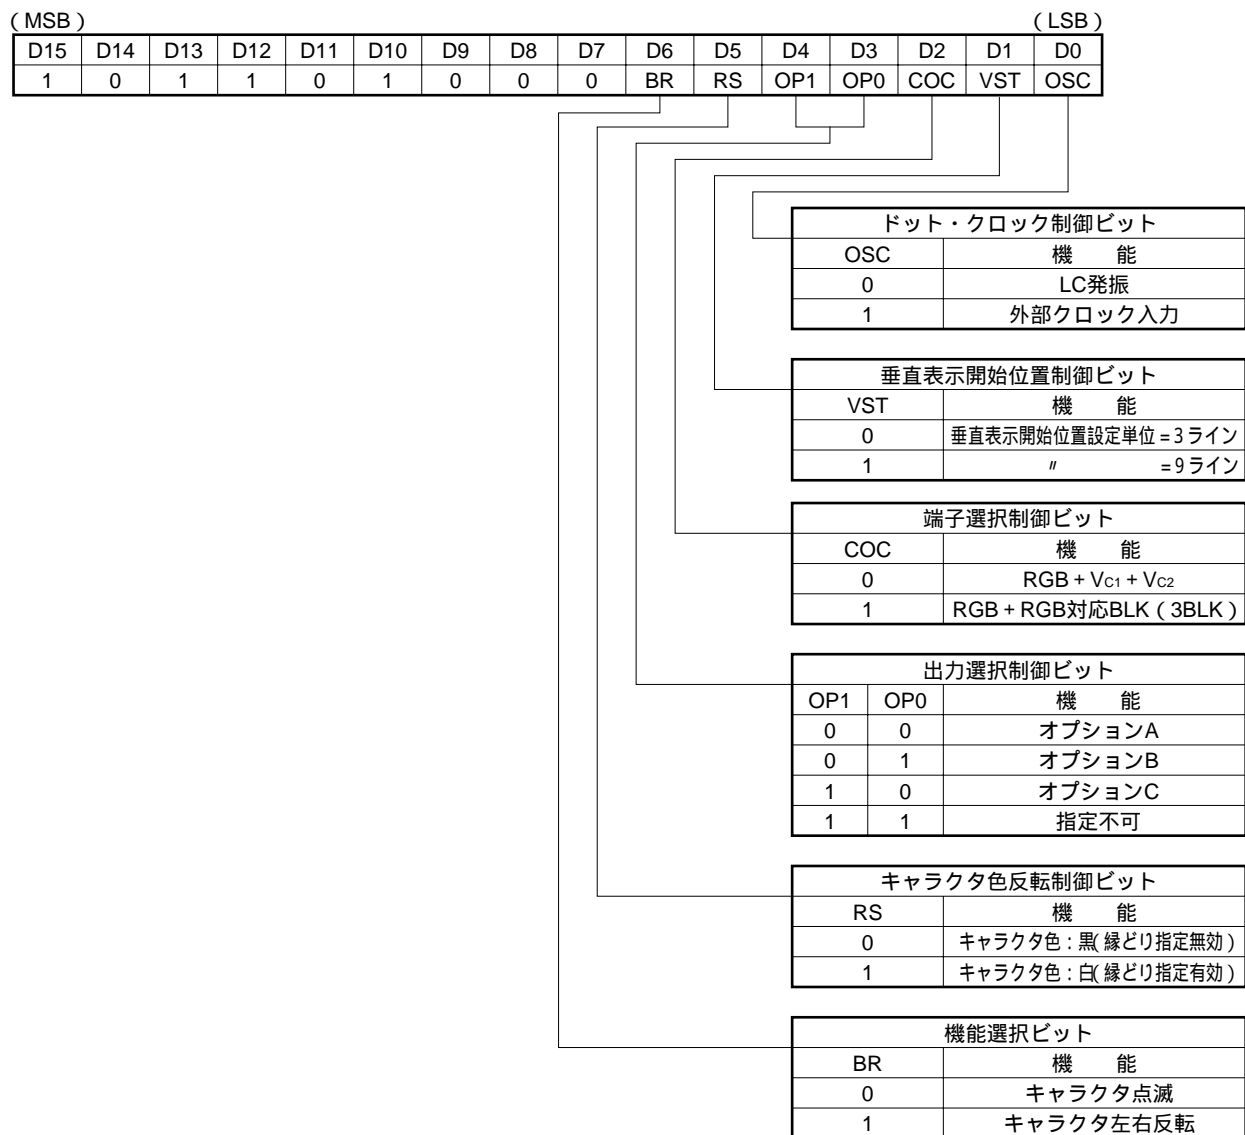 (MSB) (LSB)
D15 D14 D13 D12 D11 D10 D9 D8 D7 D6 D5 D4 D3 D2 D1 D0
1 0 1 1 0 1 0 0 0 BR RS OP1 OP0 COC VST OSC
ドット・クロック制御ビット
OSC 機　能
0 LC発振
1 外部クロック入力
垂直表示開始位置制御ビット
VST 機　能
0 垂直表示開始位置設定単位=3ライン
1 〃 =9ライン
端子選択制御ビット
COC 機　能
0 RGB+VC1+VC2
1 RGB+RGB対応BLK(3BLK)
出力選択制御ビット
OP1 OP0 機　能
0 0 オプションA
0 1 オプションB
1 0 オプションC
1 1 指定不可
キャラクタ色反転制御ビット
RS 機　能
0 キャラクタ色:黒(縁どり指定無効)
1 キャラクタ色:白(縁どり指定有効)
機能選択ビット
BR 機　能
0 キャラクタ点滅
1 キャラクタ左右反転